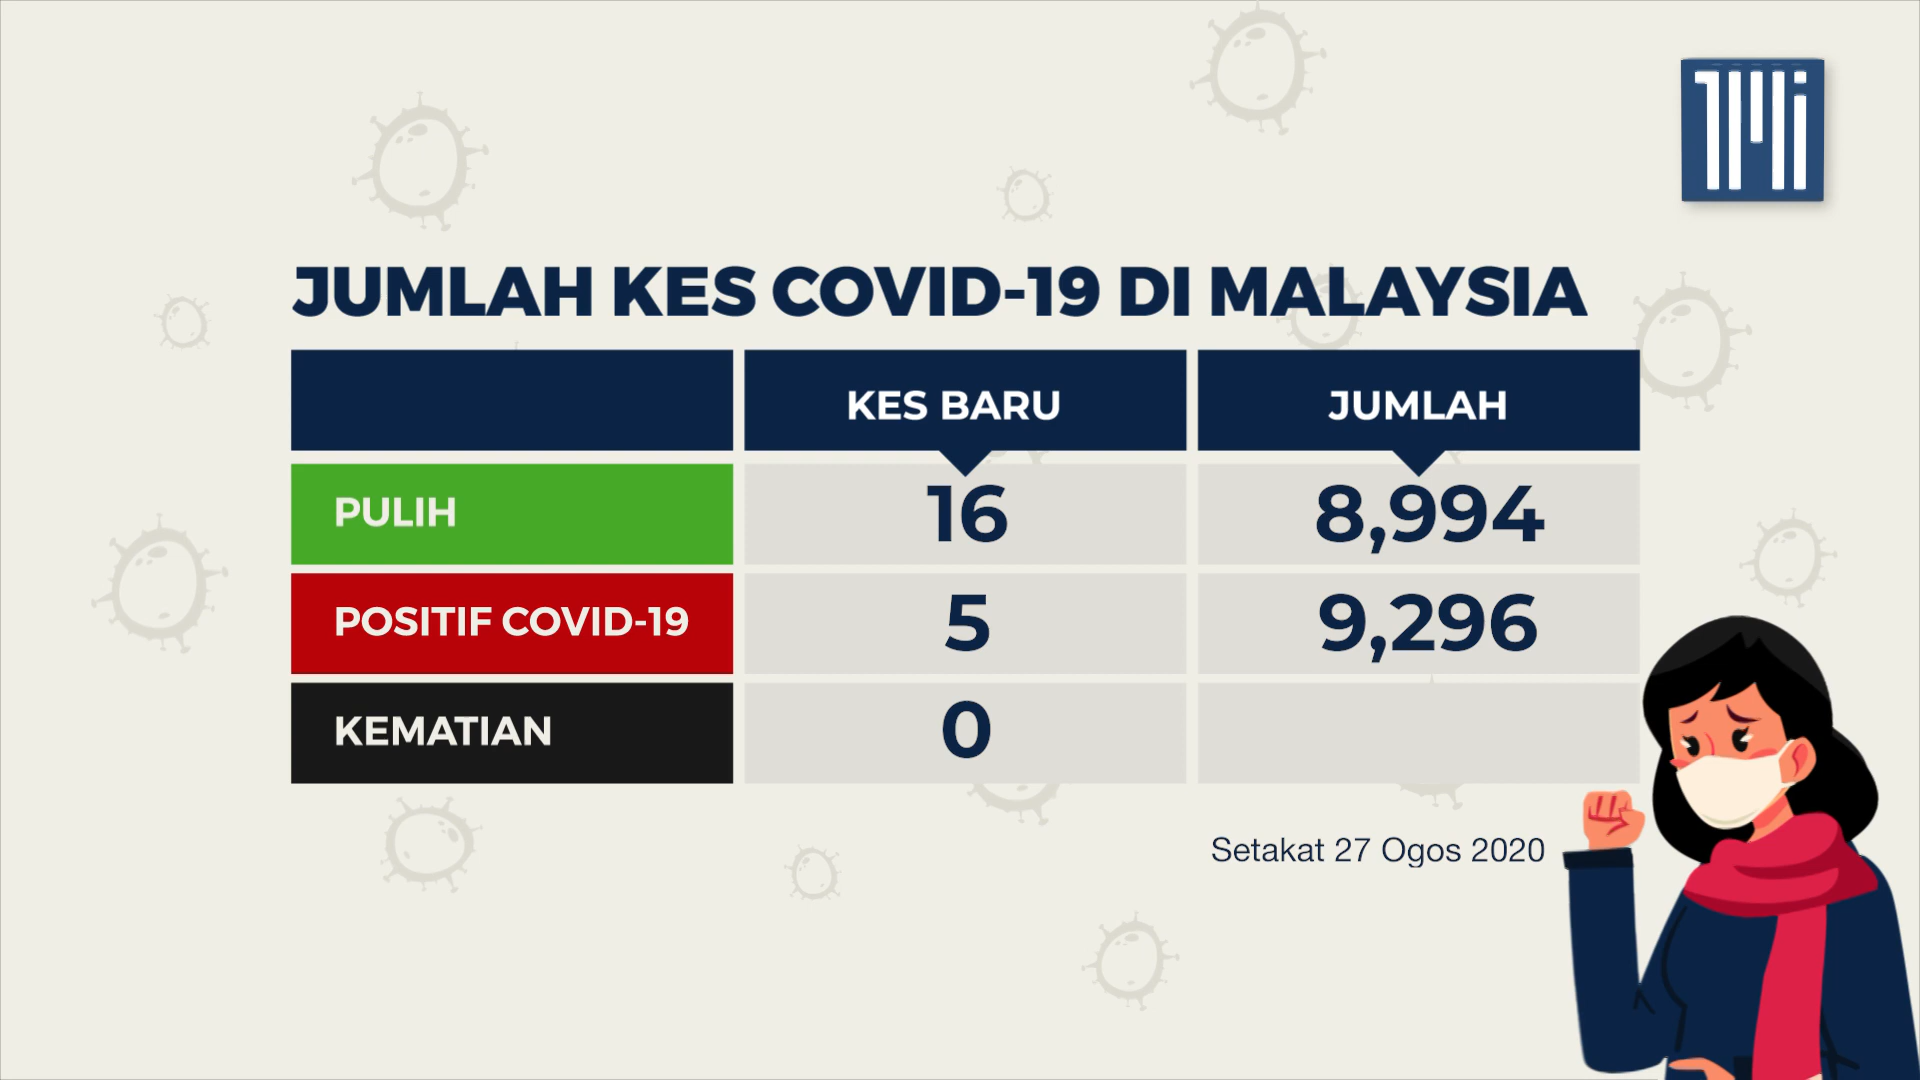 JUMLAH KES COVID-19 DI MALAYSIA
KES BARU JUMLAH
PULIH 16 8,994
POSITIF COVID-19 5 9,296
KEMATIAN 0
Setakat 27 Ogos 2020